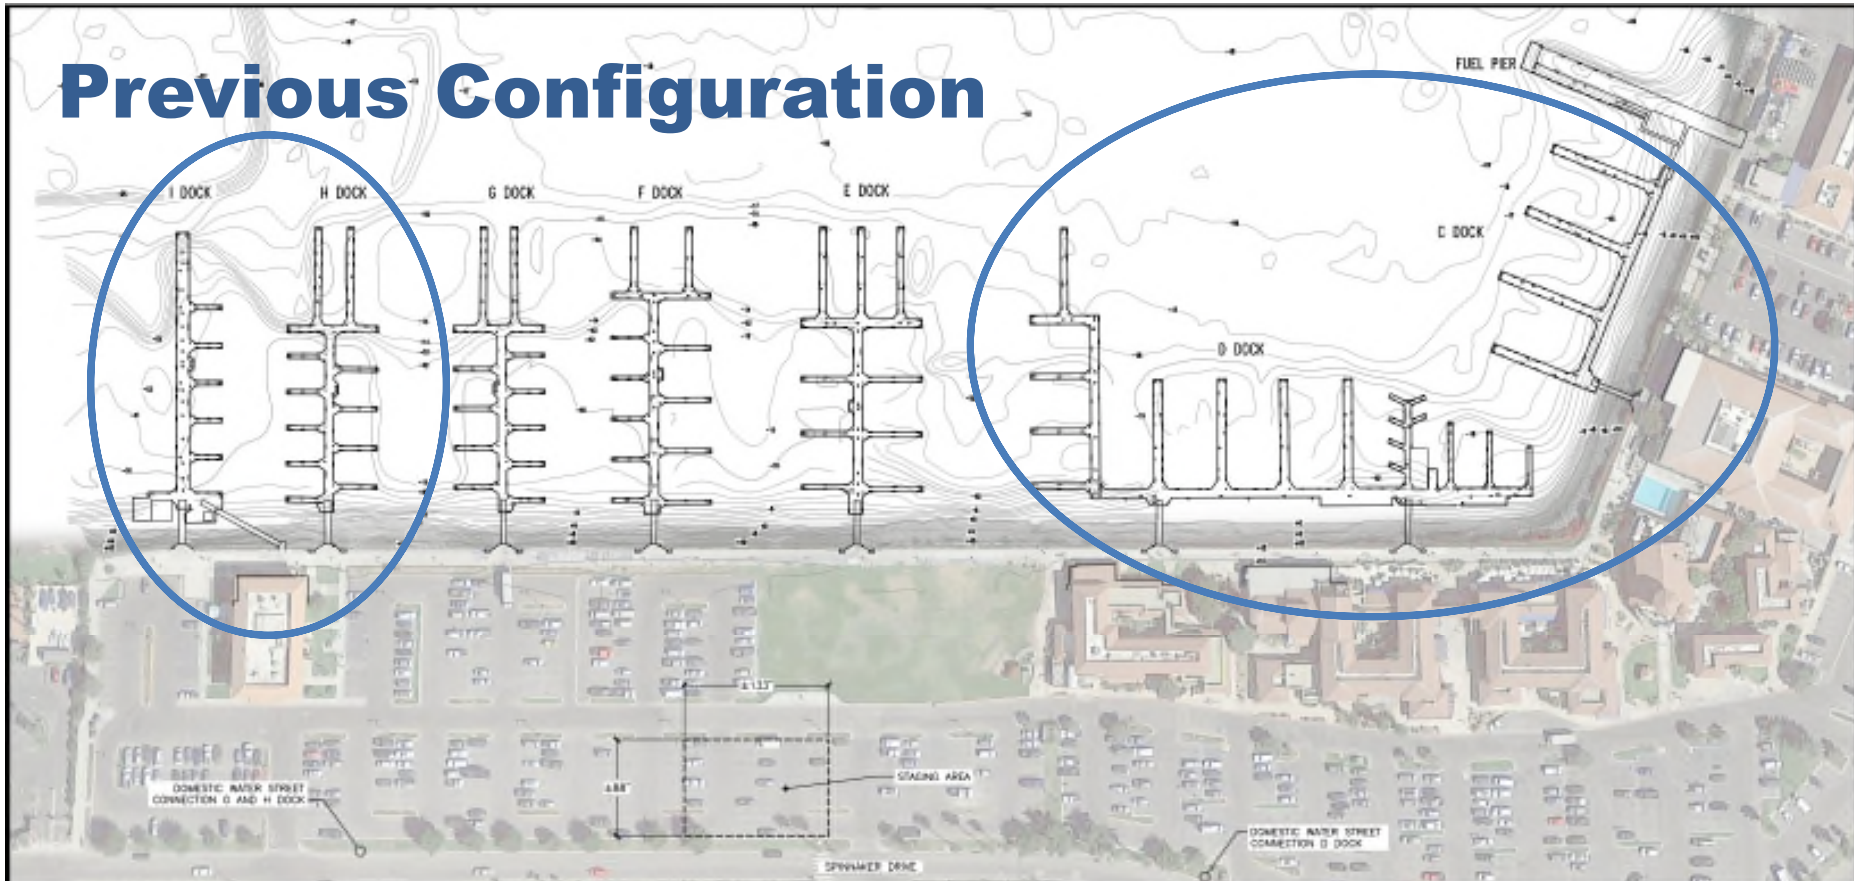 Previous Configuration
FUEL PIER
I DOCK
H DOCK
G DOCK
F DOCK
E DOCK
C DOCK
D DOCK
STAGING AREA
DOMESTIC WATER STREET
CONNECTION G AND H DOCK
DOMESTIC WATER STREET
CONNECTION D DOCK
SPINNAKER DRIVE